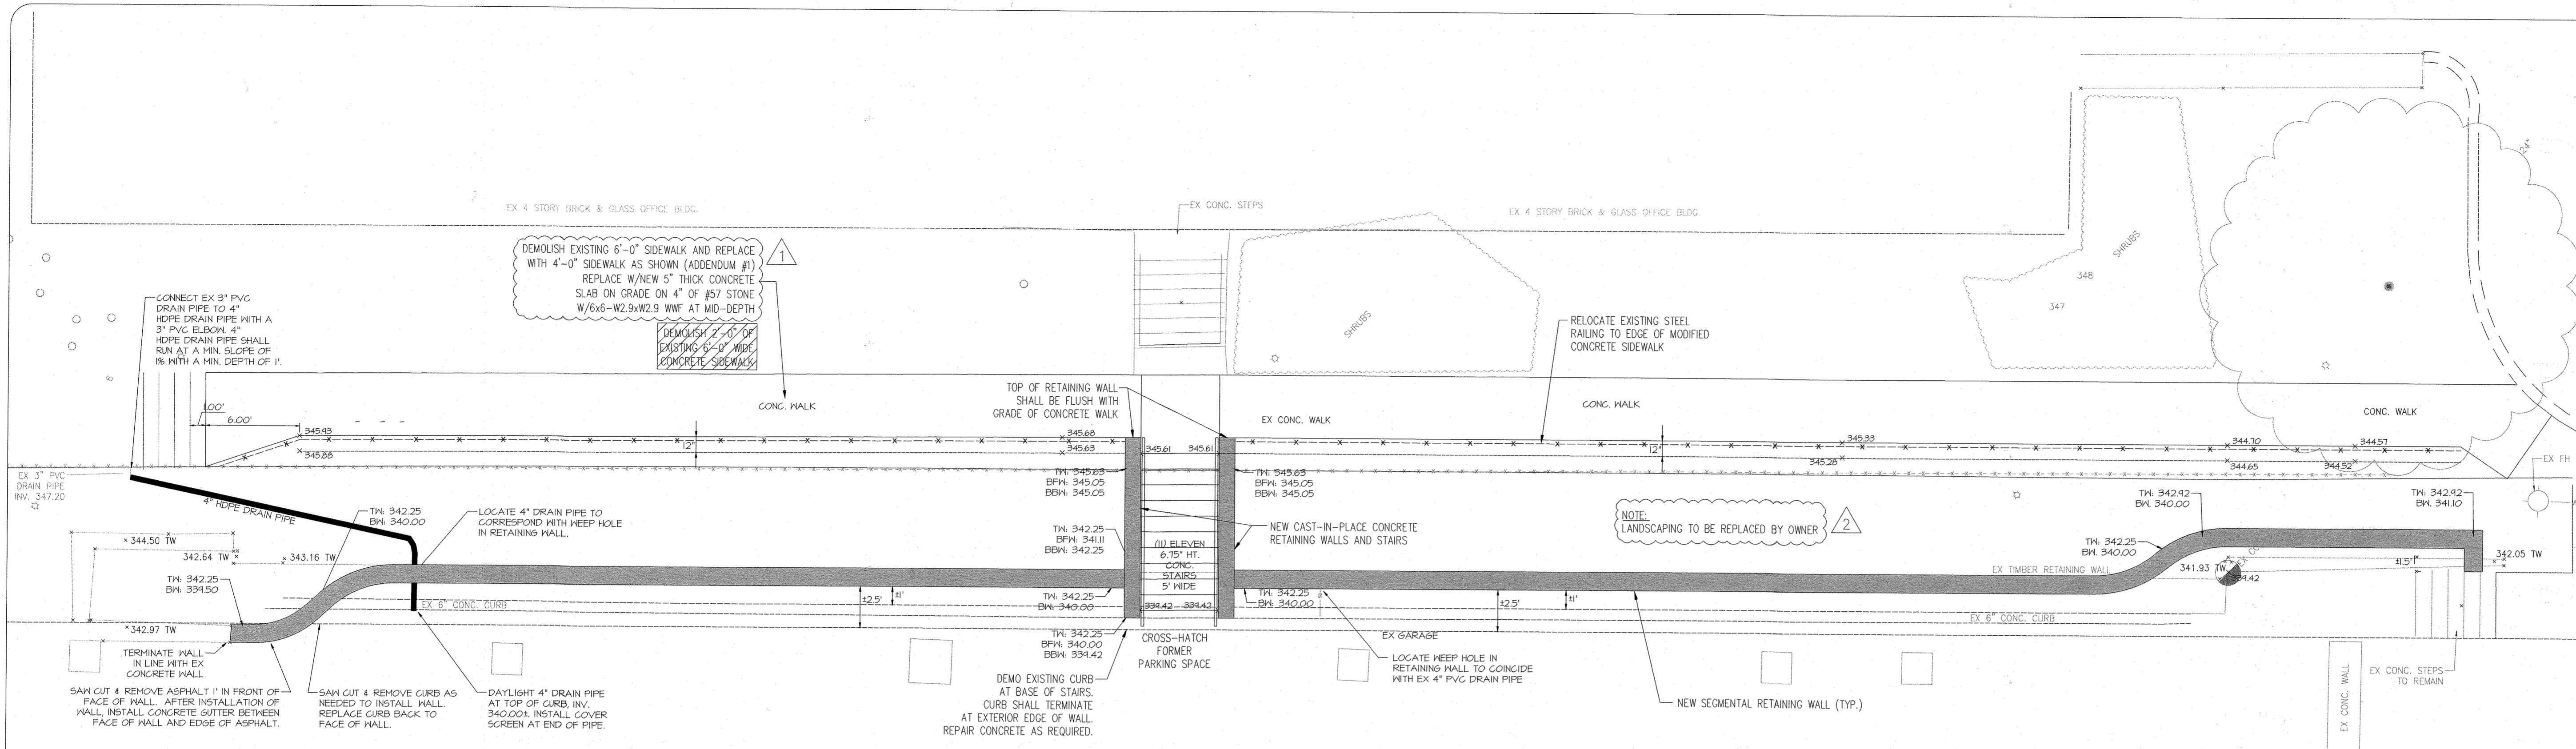 EX 4 STORY BRICK & GLASS OFFICE BLDG.
EX CONC. STEPS
EX 4 STORY BRICK & GLASS OFFICE BLDG.
24"
SHRUBS
348
347
SHRUBS
DEMOLISH EXISTING 6'-0" SIDEWALK AND REPLACE
WITH 4'-0" SIDEWALK AS SHOWN (ADDENDUM #1)
REPLACE W/NEW 5" THICK CONCRETE
SLAB ON GRADE ON 4" OF #57 STONE
W/6x6-W2.9xW2.9 WWF AT MID-DEPTH
1
DEMOLISH 2'-0" OF
EXISTING 6'-0" WIDE
CONCRETE SIDEWALK
CONNECT EX 3" PVC
DRAIN PIPE TO 4"
HDPE DRAIN PIPE WITH A
3" PVC ELBOW. 4"
HDPE DRAIN PIPE SHALL
RUN AT A MIN. SLOPE OF
1% WITH A MIN. DEPTH OF 1'.
RELOCATE EXISTING STEEL
RAILING TO EDGE OF MODIFIED
CONCRETE SIDEWALK
TOP OF RETAINING WALL
SHALL BE FLUSH WITH
GRADE OF CONCRETE WALK
CONC. WALK
EX CONC. WALK
CONC. WALK
CONC. WALK
1.00'
6.00'
345.93
345.88
12"
345.68
345.63
345.61
345.61
12"
345.33
345.28
344.70
344.65
344.57
344.52
EX FH
EX 3" PVC
DRAIN PIPE
INV. 347.20
4" HDPE DRAIN PIPE
TW: 345.63
BFW: 345.05
BBW: 345.05
TW: 345.63
BFW: 345.05
BBW: 345.05
TW: 342.25
BW: 340.00
LOCATE 4" DRAIN PIPE TO
CORRESPOND WITH WEEP HOLE
IN RETAINING WALL.
344.50 TW
342.64 TW
343.16 TW
TW: 342.25
BW: 339.50
342.97 TW
TW: 342.25
BFW: 341.11
BBW: 342.25
(11) ELEVEN
6.75" HT.
CONC.
STAIRS
5' WIDE
NEW CAST-IN-PLACE CONCRETE
RETAINING WALLS AND STAIRS
NOTE:
LANDSCAPING TO BE REPLACED BY OWNER
2
TW: 342.92
BW: 340.00
TW: 342.92
BW: 341.10
TW: 342.25
BW: 340.00
EX TIMBER RETAINING WALL
341.93 TW
339.42
±1.5'
342.05 TW
EX 6" CONC. CURB
±2.5'
±1'
TW: 342.25
BW: 340.00
339.42
339.42
TW: 342.25
BW: 340.00
±2.5'
±1'
EX 6" CONC. CURB
TW: 342.25
BFW: 340.00
BBW: 339.42
CROSS-HATCH
FORMER
PARKING SPACE
EX GARAGE
TERMINATE WALL
IN LINE WITH EX
CONCRETE WALL
SAW CUT & REMOVE ASPHALT 1' IN FRONT OF
FACE OF WALL. AFTER INSTALLATION OF
WALL, INSTALL CONCRETE GUTTER BETWEEN
FACE OF WALL AND EDGE OF ASPHALT.
SAW CUT & REMOVE CURB AS
NEEDED TO INSTALL WALL.
REPLACE CURB BACK TO
FACE OF WALL.
DAYLIGHT 4" DRAIN PIPE
AT TOP OF CURB, INV.
340.00±. INSTALL COVER
SCREEN AT END OF PIPE.
DEMO EXISTING CURB
AT BASE OF STAIRS.
CURB SHALL TERMINATE
AT EXTERIOR EDGE OF WALL.
REPAIR CONCRETE AS REQUIRED.
LOCATE WEEP HOLE IN
RETAINING WALL TO COINCIDE
WITH EX 4" PVC DRAIN PIPE
NEW SEGMENTAL RETAINING WALL (TYP.)
EX CONC. WALL
EX CONC. STEPS
TO REMAIN